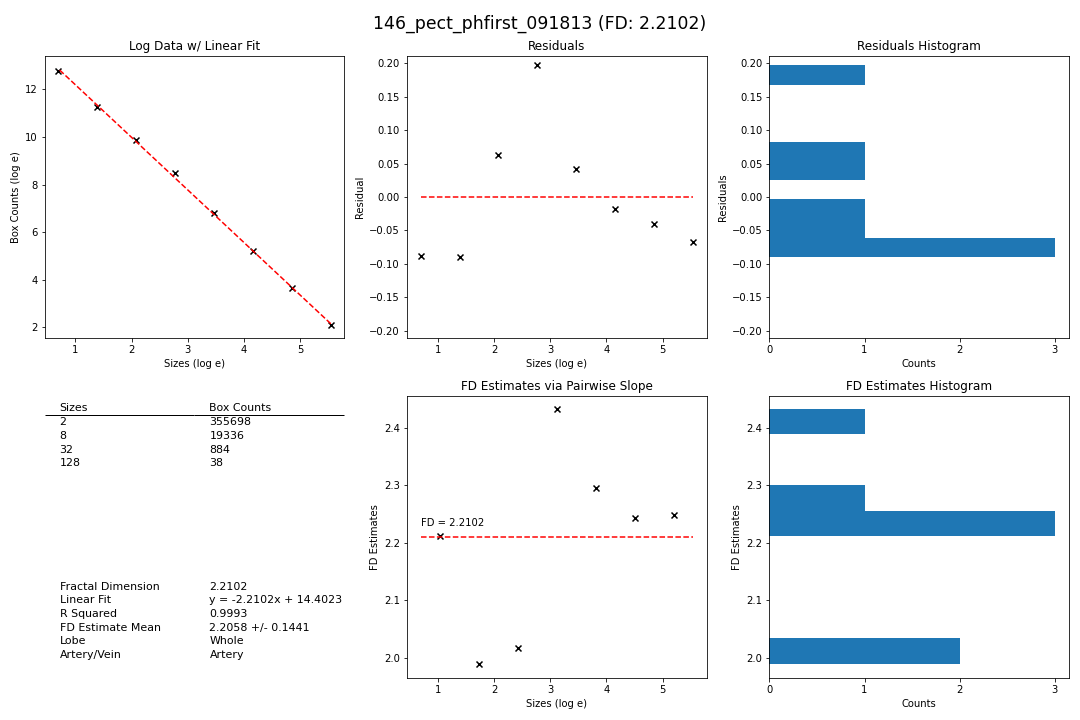 146_pect_phfirst_091813 (FD: 2.2102)
Log Data w/ Linear Fit
Box Counts (log e)
12
10
8
6
4
2
1 2 3 4 5
Sizes (log e)
Residuals
Residual
0.20
0.15
0.10
0.05
0.00
−0.05
−0.10
−0.15
−0.20
1 2 3 4 5
Sizes (log e)
Residuals Histogram
Residuals
0.20
0.15
0.10
0.05
0.00
−0.05
−0.10
−0.15
−0.20
0 1 2 3
Counts
Sizes Box Counts
2 355698
8 19336
32 884
128 38
Fractal Dimension 2.2102
Linear Fit y = -2.2102x + 14.4023
R Squared 0.9993
FD Estimate Mean 2.2058 +/- 0.1441
Lobe Whole
Artery/Vein Artery
FD Estimates via Pairwise Slope
FD Estimates
2.4
2.3
2.2
2.1
2.0
FD = 2.2102
1 2 3 4 5
Sizes (log e)
FD Estimates Histogram
FD Estimates
2.4
2.3
2.2
2.1
2.0
0 1 2 3
Counts